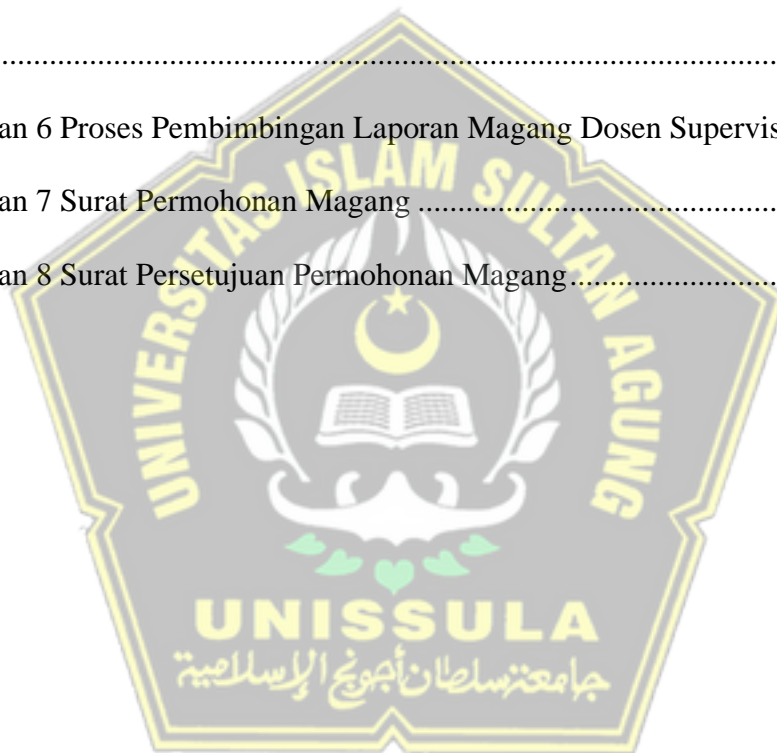 ................................................................................................
an 6 Proses Pembimbingan Laporan Magang Dosen Supervis
an 7 Surat Permohonan Magang ............................................
an 8 Surat Persetujuan Permohonan Magang.........................
UNIVERSITAS ISLAM SULTAN AGUNG
UNISSULA
جامعة سلطان أجونج الإسلامية